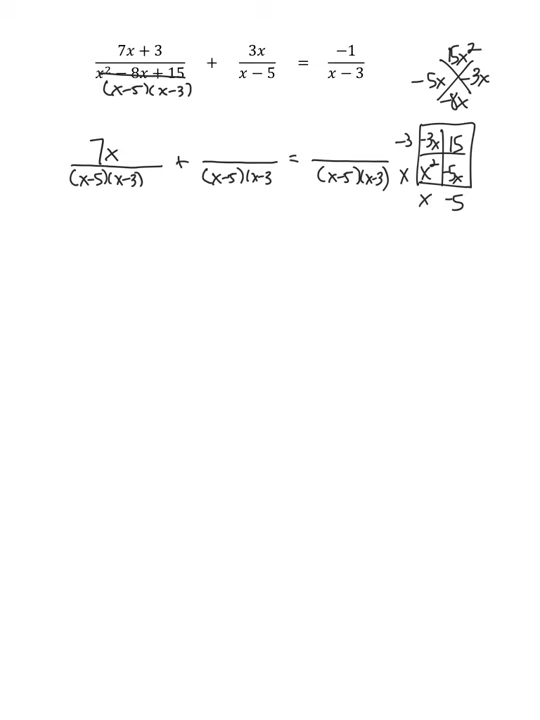 7x + 3 / x² − 8x + 15 + 3x / x − 5 = −1 / x − 3
(x-5)(x-3)
15x²
-5x -3x
-8x
7x / (x-5)(x-3) + / (x-5)(x-3 = / (x-5)(x-3)
-3 -3x 15
x x² -5x
x -5